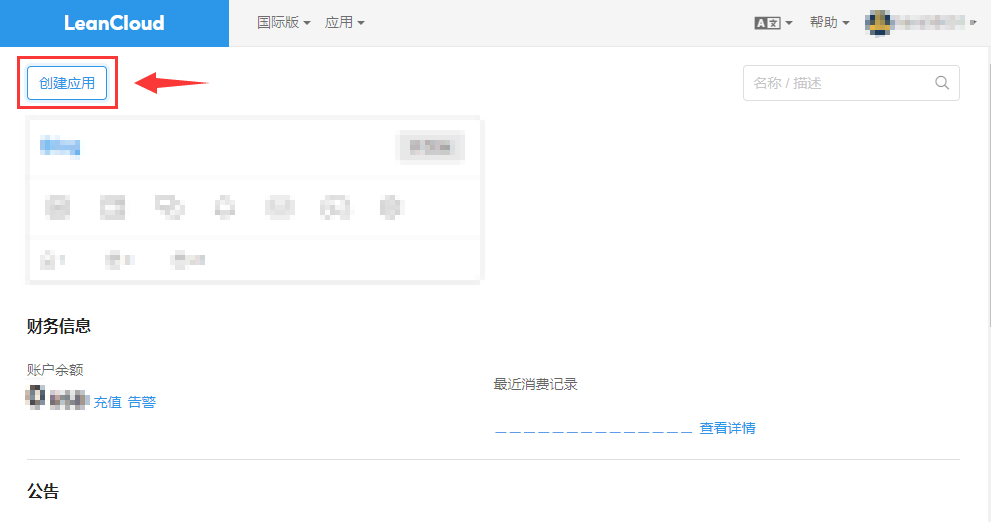 LeanCloud 国际版 应用 帮助
创建应用 名称 / 描述
财务信息
账户余额
最近消费记录
充值 告警
查看详情
公告